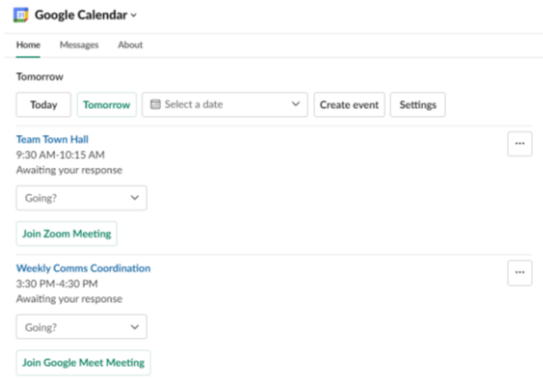 Google Calendar
Home Messages About
Tomorrow
Today Tomorrow Select a date Create event Settings
Team Town Hall
9:30 AM-10:15 AM
Awaiting your response
Going?
Join Zoom Meeting
Weekly Comms Coordination
3:30 PM-4:30 PM
Awaiting your response
Going?
Join Google Meet Meeting